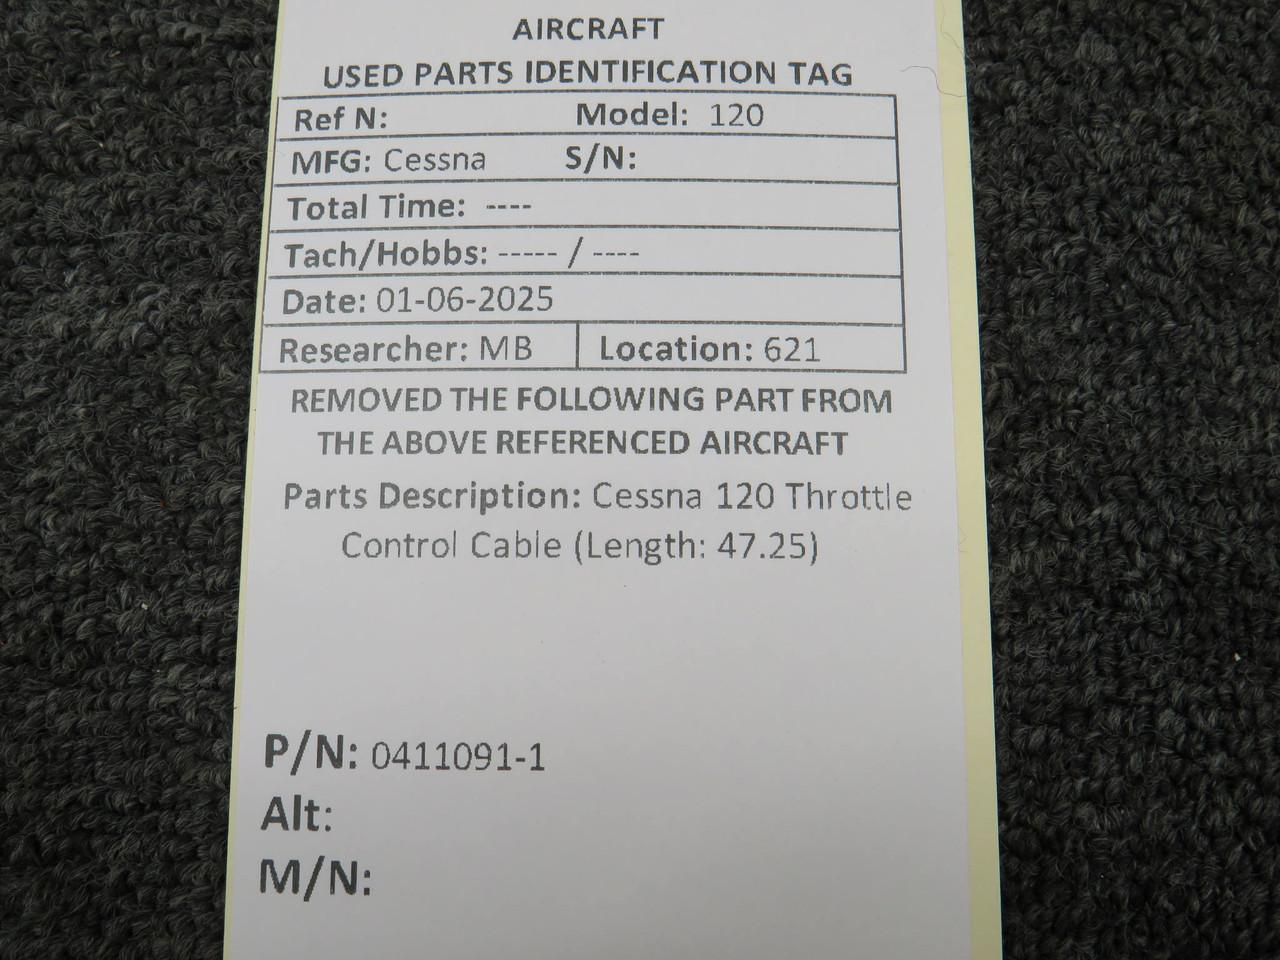 AIRCRAFT
USED PARTS IDENTIFICATION TAG
Ref N: Model: 120
MFG: Cessna S/N:
Total Time: ----
Tach/Hobbs: ----- / ----
Date: 01-06-2025
Researcher: MB Location: 621
REMOVED THE FOLLOWING PART FROM
THE ABOVE REFERENCED AIRCRAFT
Parts Description: Cessna 120 Throttle
Control Cable (Length: 47.25)
P/N: 0411091-1
Alt:
M/N: